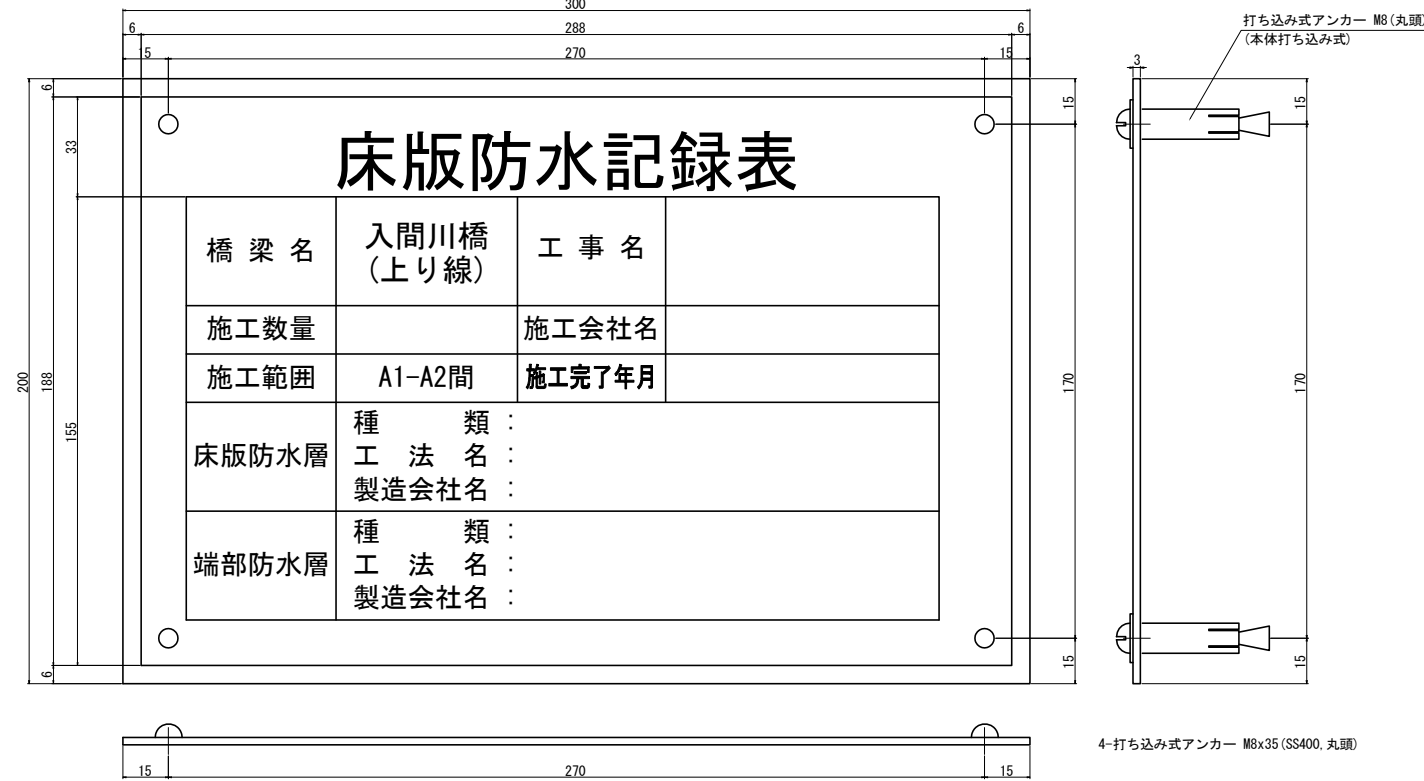 300
6 288 6
15 270 15
打ち込み式アンカー M8(丸頭)
(本体打ち込み式)
3
6
33
200
188
155
6
15
170
15
15
170
15
床版防水記録表
橋梁名 入間川橋 (上り線) 工事名
施工数量 施工会社名
施工範囲 A1-A2間 施工完了年月
床版防水層
種類:
工法名:
製造会社名:
端部防水層
種類:
工法名:
製造会社名:
4-打ち込み式アンカー M8x35(SS400,丸頭)
15 270 15